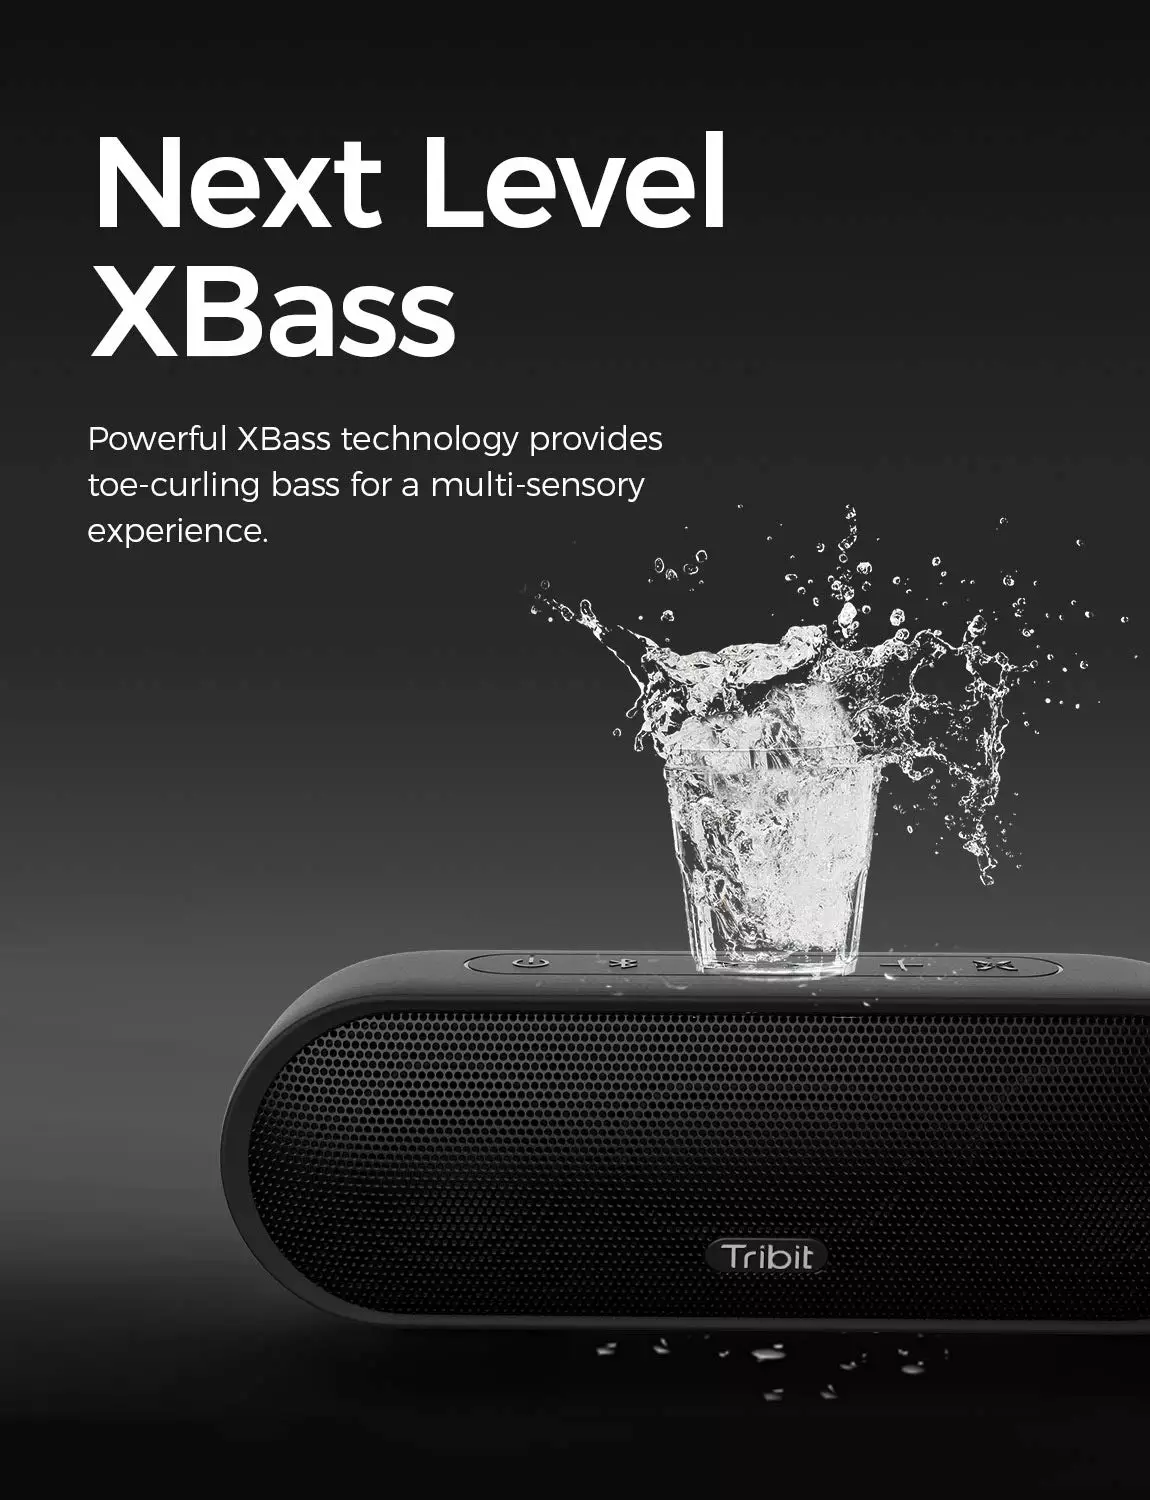 Next Level
XBass
Powerful XBass technology provides
toe-curling bass for a multi-sensory
experience.
Tribit